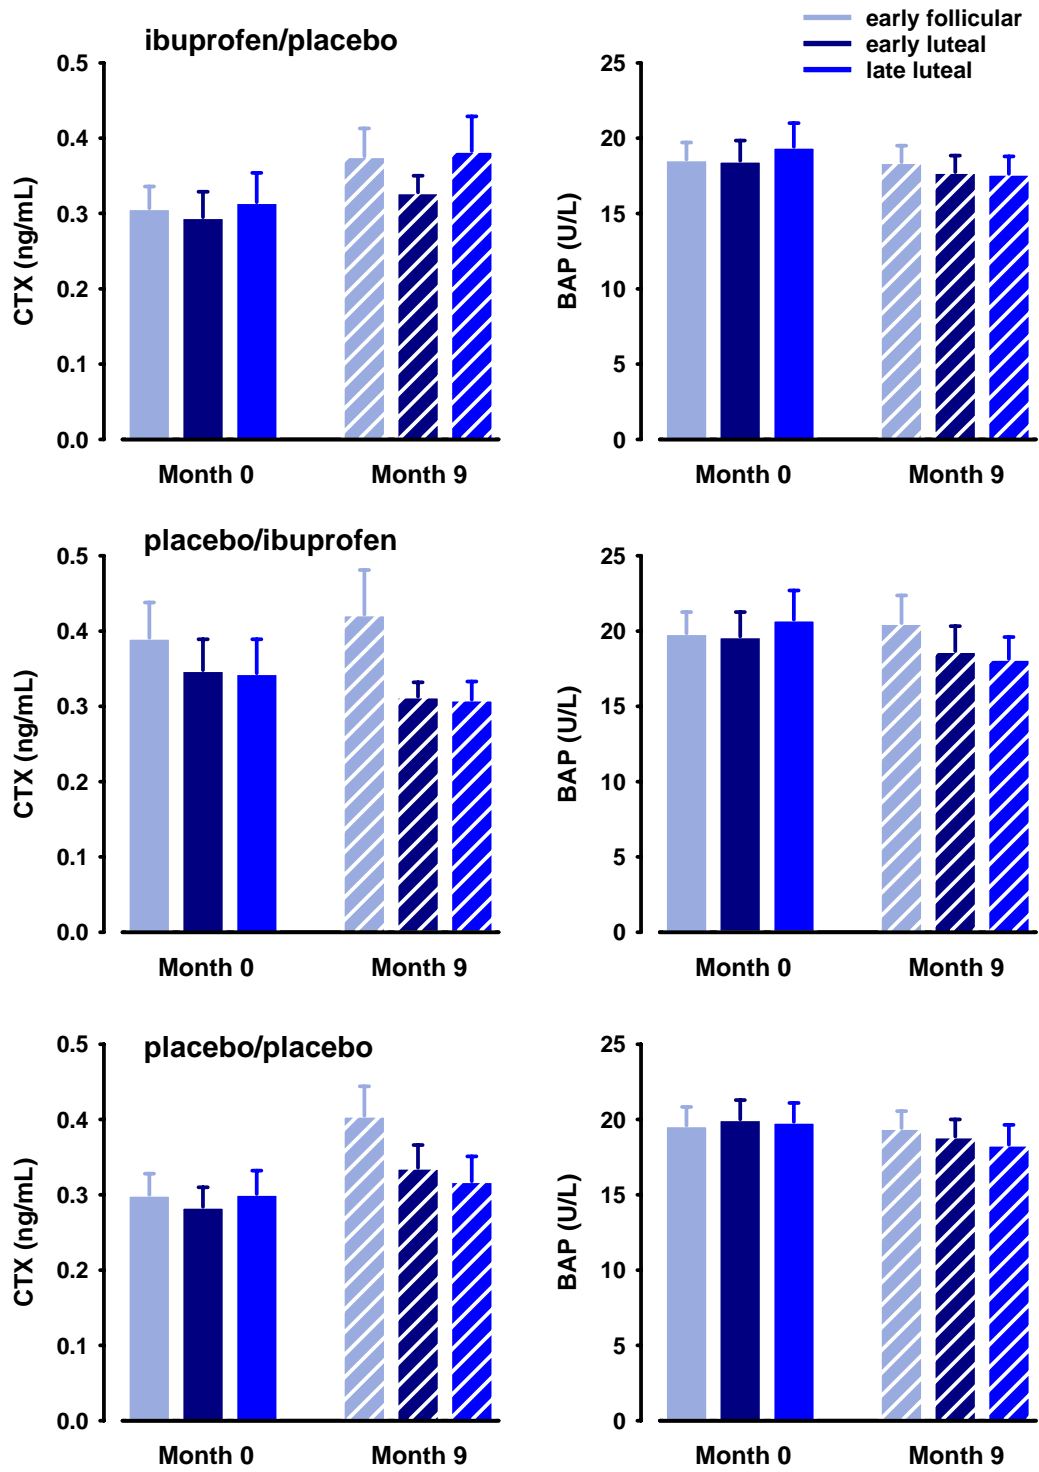 early follicular
early luteal
late luteal
ibuprofen/placebo
CTX (ng/mL)
0.5
0.4
0.3
0.2
0.1
0.0
Month 0
Month 9
BAP (U/L)
25
20
15
10
5
0
Month 0
Month 9
placebo/ibuprofen
CTX (ng/mL)
0.5
0.4
0.3
0.2
0.1
0.0
Month 0
Month 9
BAP (U/L)
25
20
15
10
5
0
Month 0
Month 9
placebo/placebo
CTX (ng/mL)
0.5
0.4
0.3
0.2
0.1
0.0
Month 0
Month 9
BAP (U/L)
25
20
15
10
5
0
Month 0
Month 9